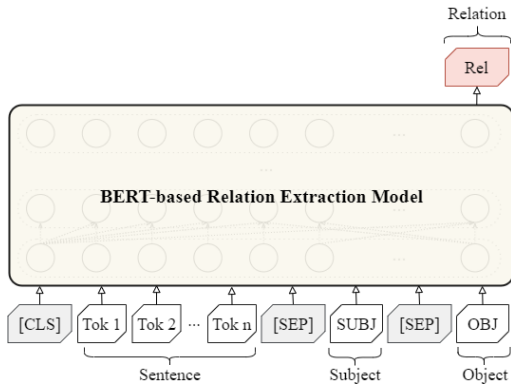 Relation
Rel
...
...
BERT-based Relation Extraction Model
...
...
[CLS] Tok 1 Tok 2 ... Tok n [SEP] SUBJ [SEP] OBJ
Sentence Subject Object